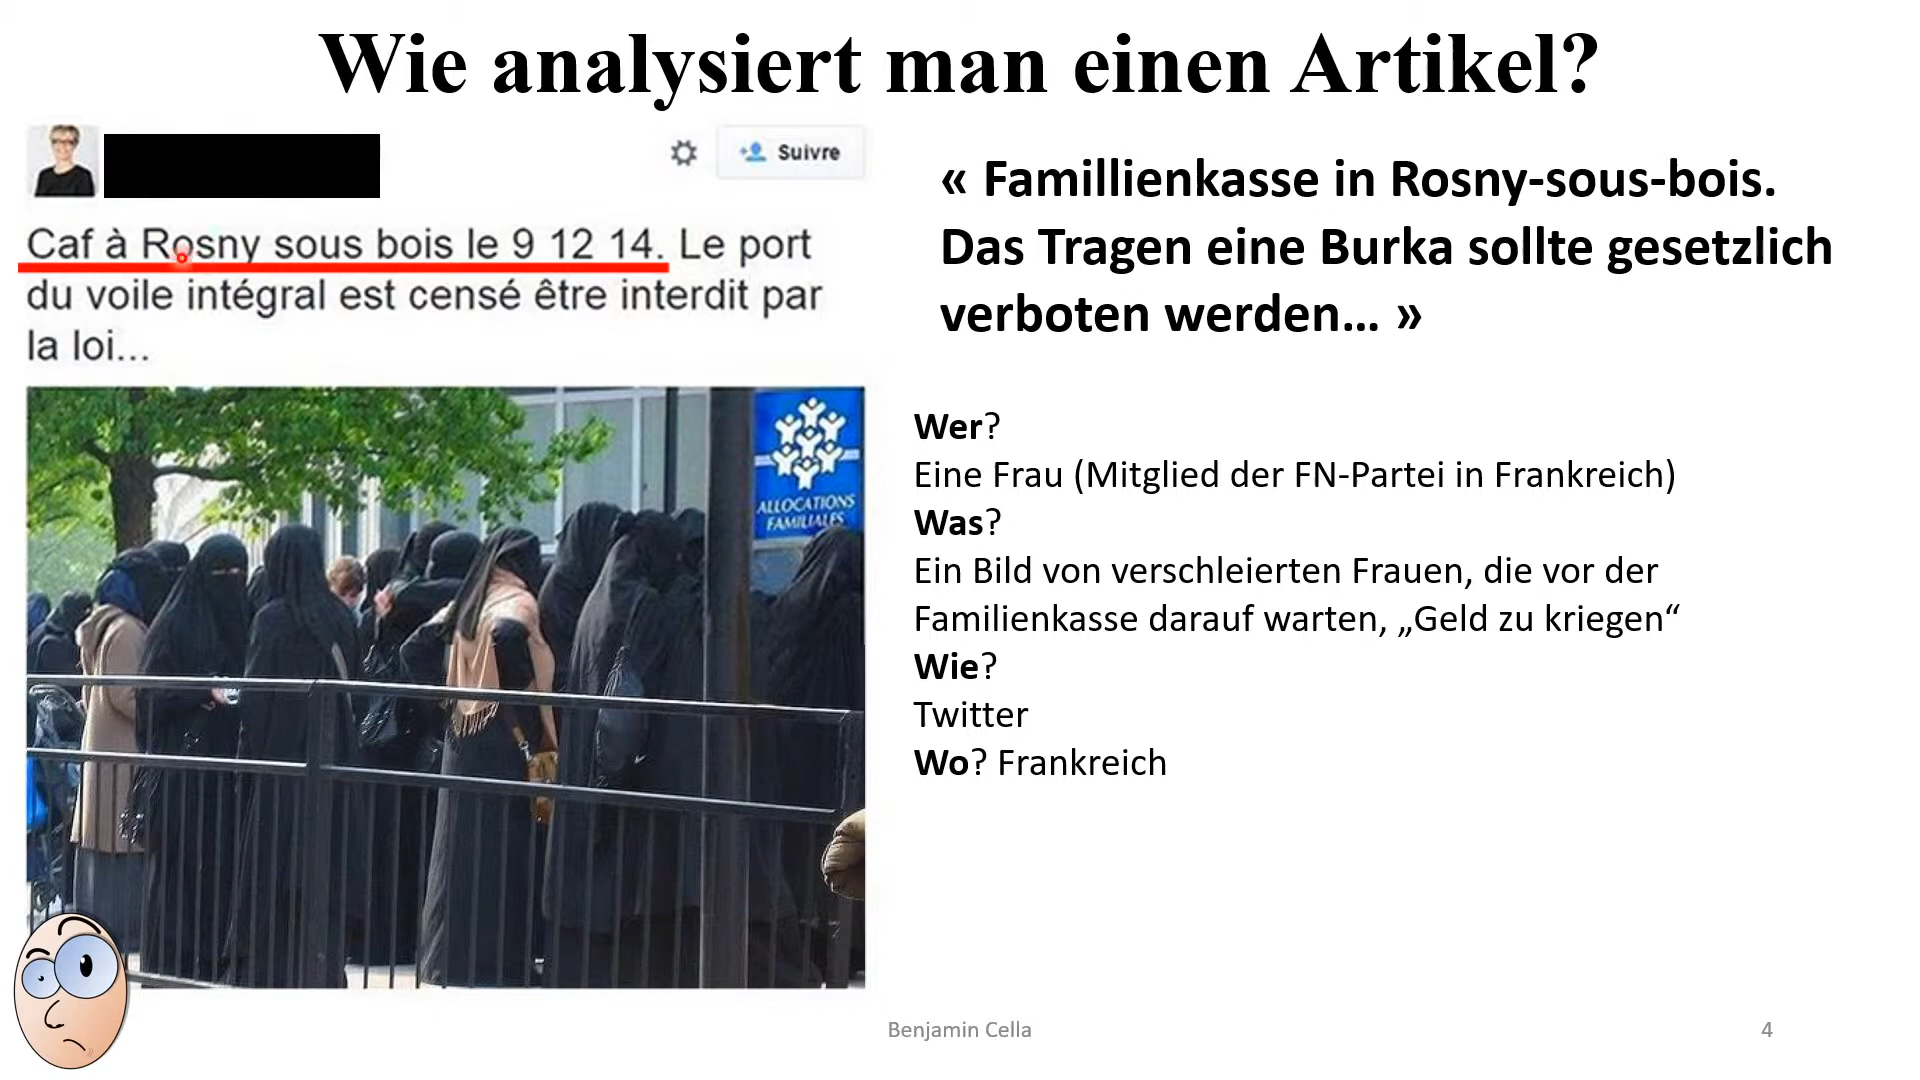 Wie analysiert man einen Artikel?
Suivre
Caf à Rosny sous bois le 9 12 14. Le port
du voile intégral est censé être interdit par
la loi...
ALLOCATIONS
FAMILIALES
« Famillienkasse in Rosny-sous-bois.
Das Tragen eine Burka sollte gesetzlich
verboten werden... »
Wer?
Eine Frau (Mitglied der FN-Partei in Frankreich)
Was?
Ein Bild von verschleierten Frauen, die vor der
Familienkasse darauf warten, „Geld zu kriegen“
Wie?
Twitter
Wo? Frankreich
Benjamin Cella
4